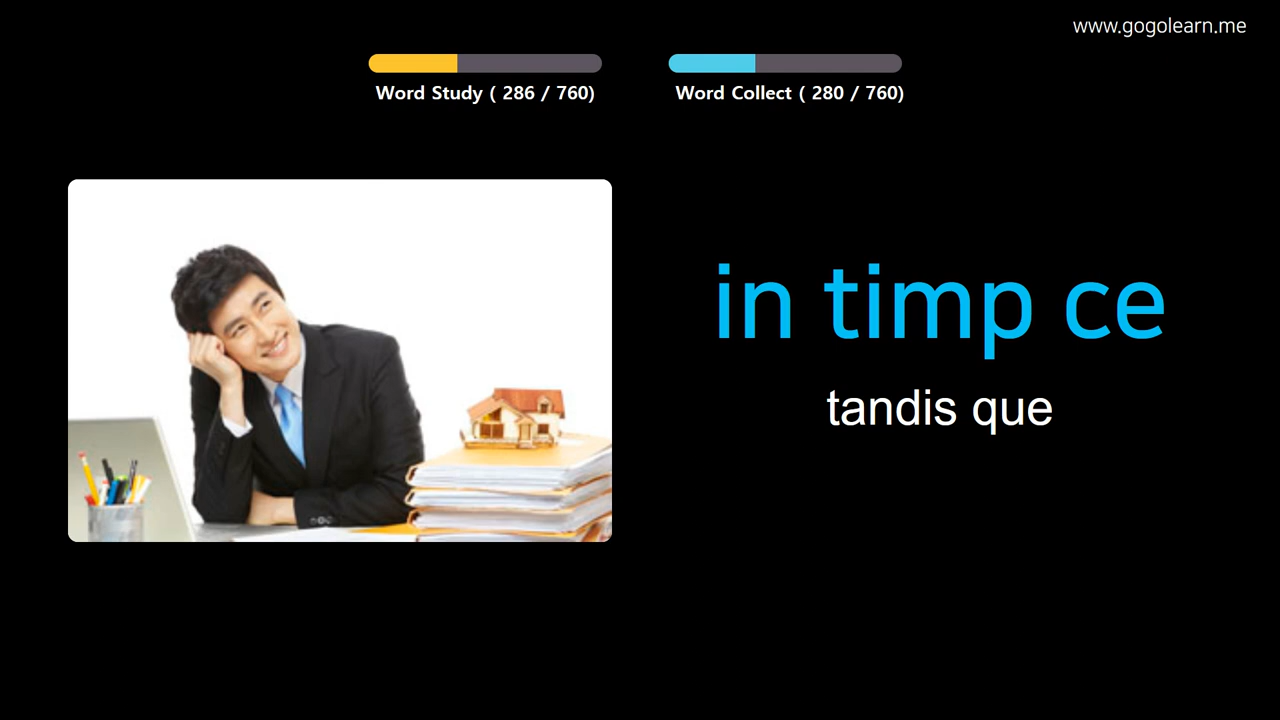 www.gogolearn.me
Word Study ( 286 / 760)
Word Collect ( 280 / 760)
in timp ce
tandis que